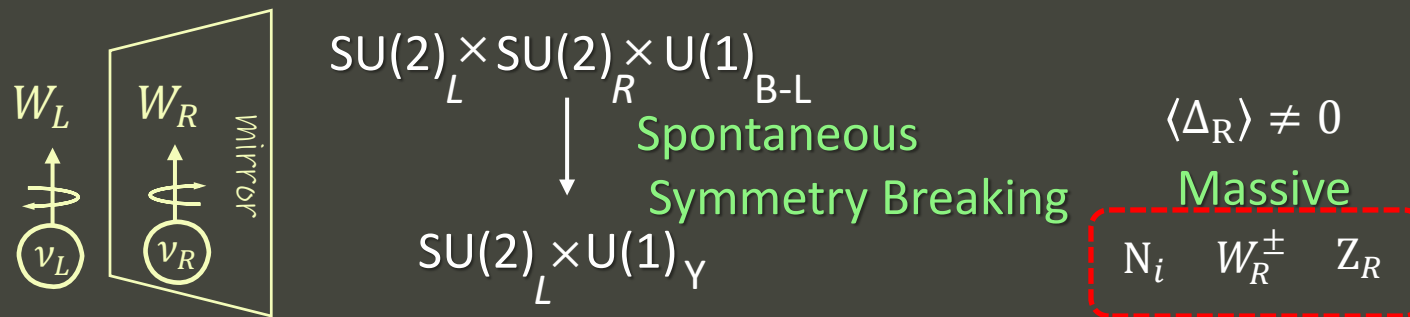 W_L W_R
mirror
ν_L ν_R
SU(2)_L × SU(2)_R × U(1)_B-L
Spontaneous
Symmetry Breaking
SU(2)_L × U(1)_Y
⟨Δ_R⟩ ≠ 0
Massive
N_i W_R^± Z_R